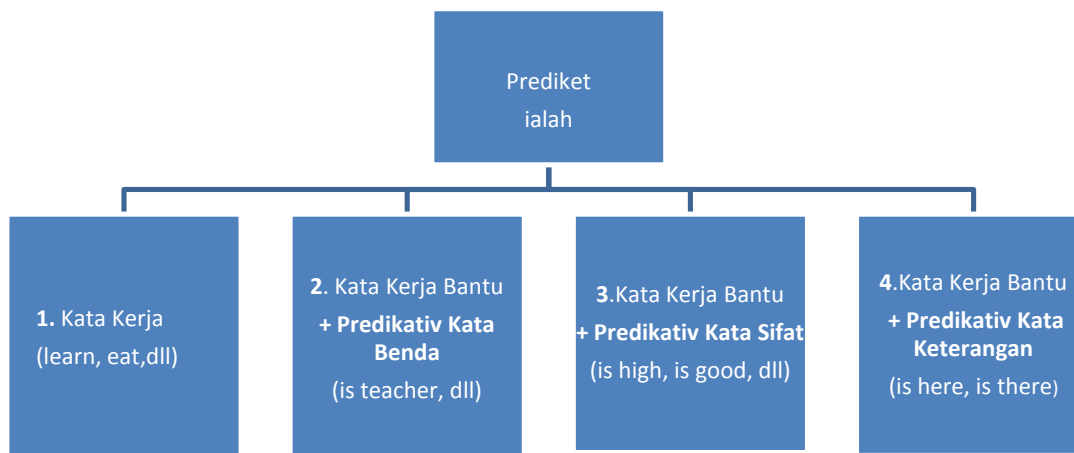 Prediket
ialah
1. Kata Kerja
(learn, eat,dll)
2. Kata Kerja Bantu
+ Predikativ Kata
Benda
(is teacher, dll)
3.Kata Kerja Bantu
+ Predikativ Kata Sifat
(is high, is good, dll)
4.Kata Kerja Bantu
+ Predikativ Kata
Keterangan
(is here, is there)